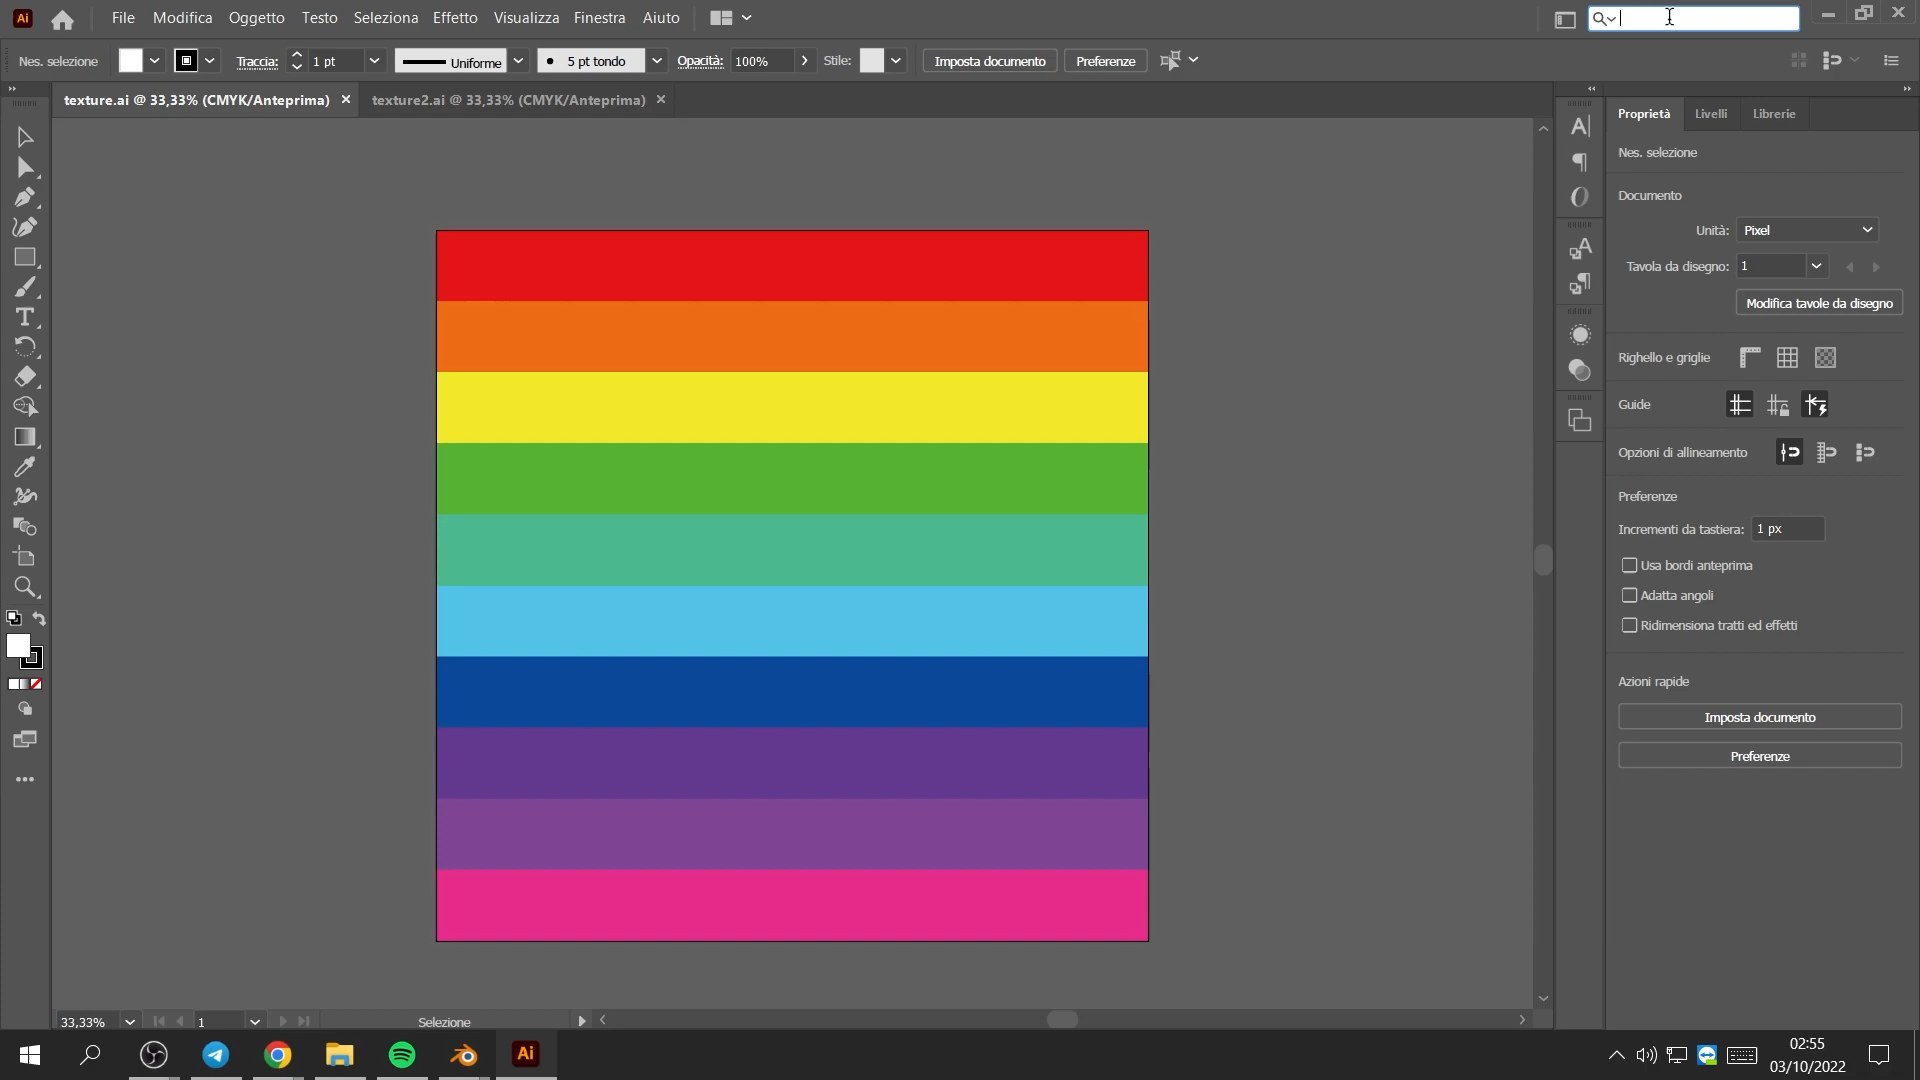 Ai File Modifica Oggetto Testo Seleziona Effetto Visualizza Finestra Aiuto
Nes. selezione Traccia: 1 pt Uniforme 5 pt tondo Opacità: 100% Stile: Imposta documento Preferenze
texture.ai @ 33,33% (CMYK/Anteprima) × texture2.ai @ 33,33% (CMYK/Anteprima) ×
Proprietà Livelli Librerie
Nes. selezione
Documento
Unità: Pixel
Tavola da disegno: 1
Modifica tavole da disegno
Righello e griglie
Guide
Opzioni di allineamento
Preferenze
Incrementi da tastiera: 1 px
Usa bordi anteprima
Adatta angoli
Ridimensiona tratti ed effetti
Azioni rapide
Imposta documento
Preferenze
33,33% 1 Selezione
Ai
02:55
03/10/2022